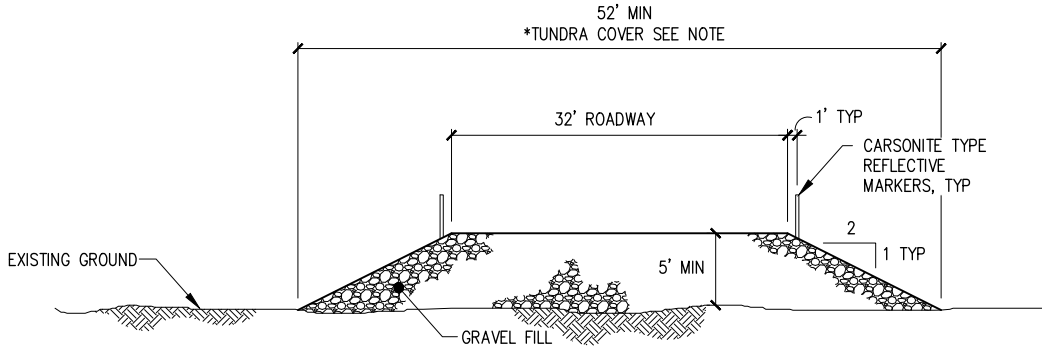 52' MIN
*TUNDRA COVER SEE NOTE
32' ROADWAY
1' TYP
CARSONITE TYPE
REFLECTIVE
MARKERS, TYP
2
1 TYP
5' MIN
EXISTING GROUND
GRAVEL FILL